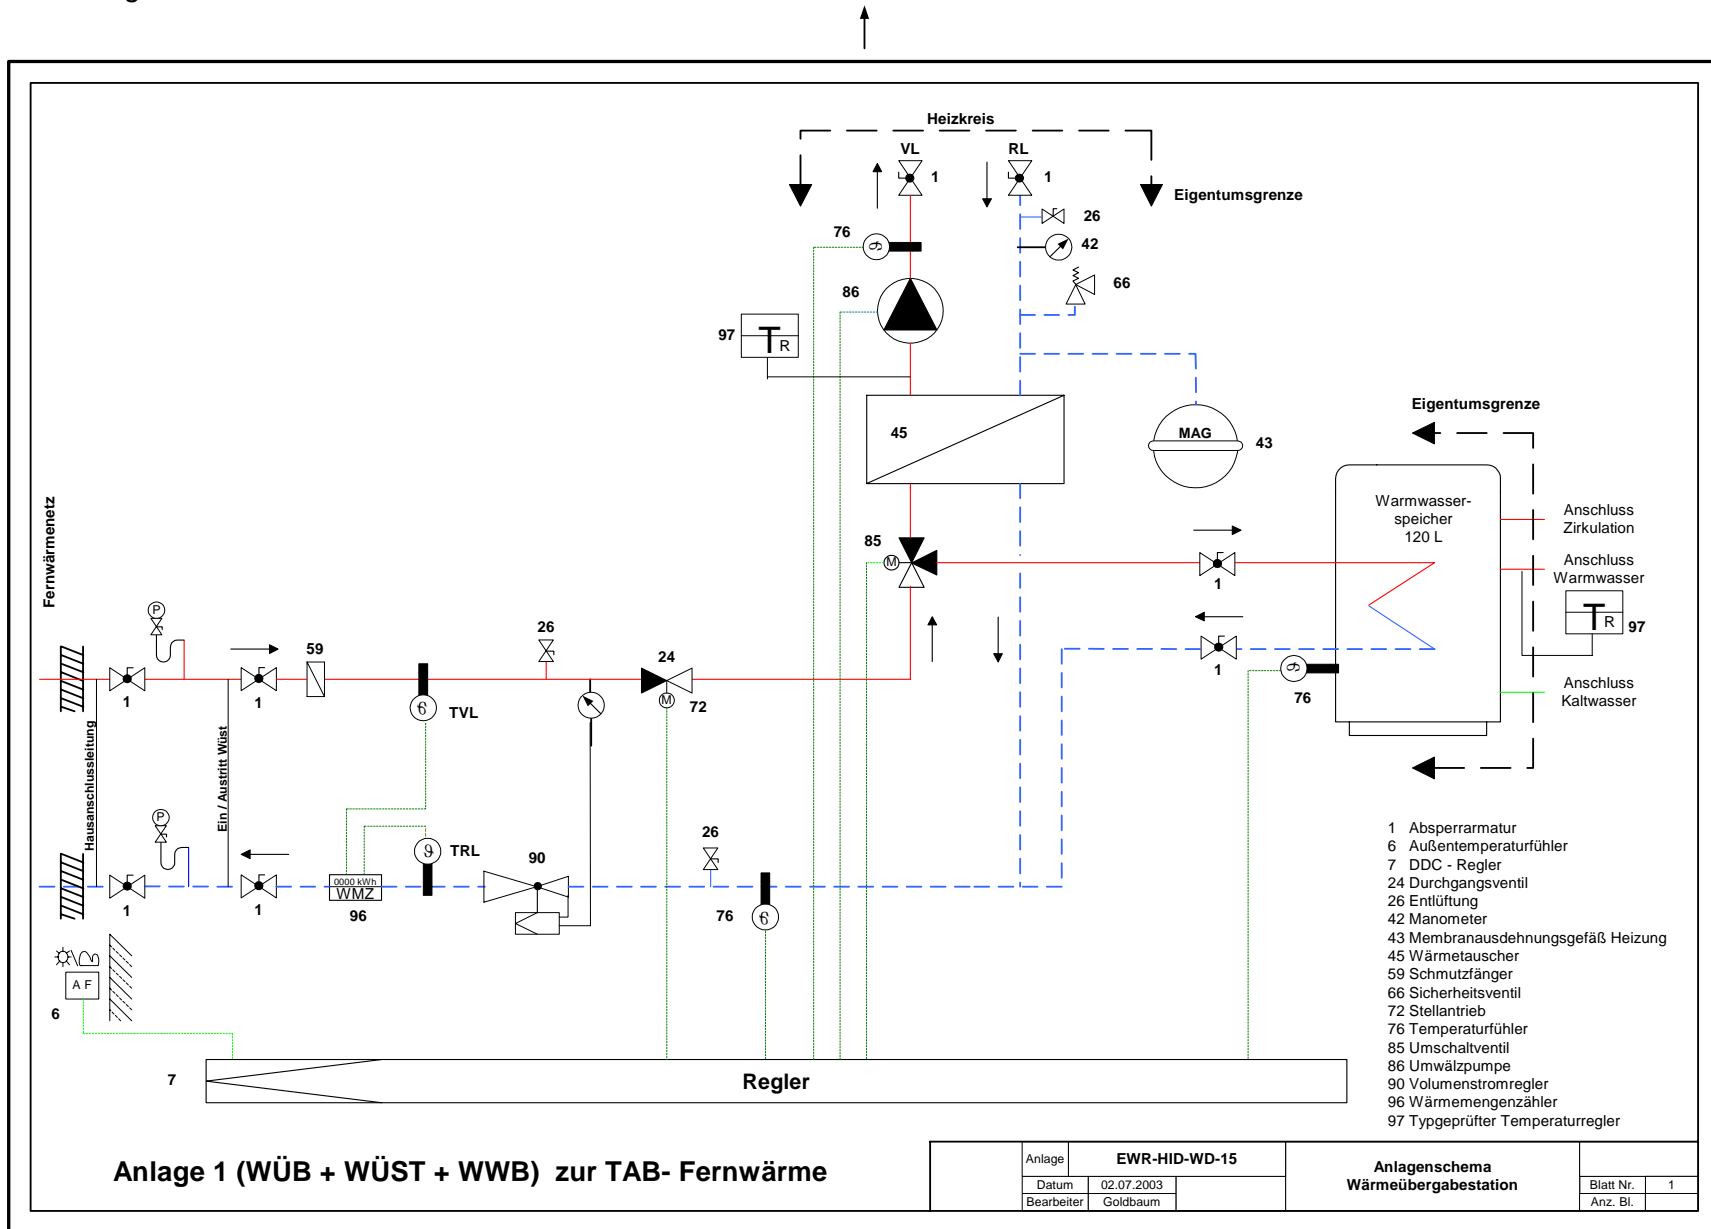 Heizkreis
VL
RL
1
1
Eigentumsgrenze
26
76
42
86
66
97
T
R
Eigentumsgrenze
45
MAG
43
Fernwärmenetz
Warmwasser-
speicher
120 L
Anschluss
Zirkulation
85
M
Anschluss
Warmwasser
1
P
T
R
97
26
59
24
1
Anschluss
Kaltwasser
76
1
1
TVL
M
72
Hausanschlussleitung
Ein / Austritt Wüst
P
TRL
90
26
0000 kWh
WMZ
96
1
1
76
A F
6
7
Regler
1 Absperrarmatur
6 Außentemperaturfühler
7 DDC - Regler
24 Durchgangsventil
26 Entlüftung
42 Manometer
43 Membranausdehnungsgefäß Heizung
45 Wärmetauscher
59 Schmutzfänger
66 Sicherheitsventil
72 Stellantrieb
76 Temperaturfühler
85 Umschaltventil
86 Umwälzpumpe
90 Volumenstromregler
96 Wärmemengenzähler
97 Typgeprüfter Temperaturregler
Anlage 1 (WÜB + WÜST + WWB) zur TAB- Fernwärme
Anlage EWR-HID-WD-15
Datum 02.07.2003
Bearbeiter Goldbaum
Anlagenschema
Wärmeübergabestation
Blatt Nr. 1
Anz. Bl.